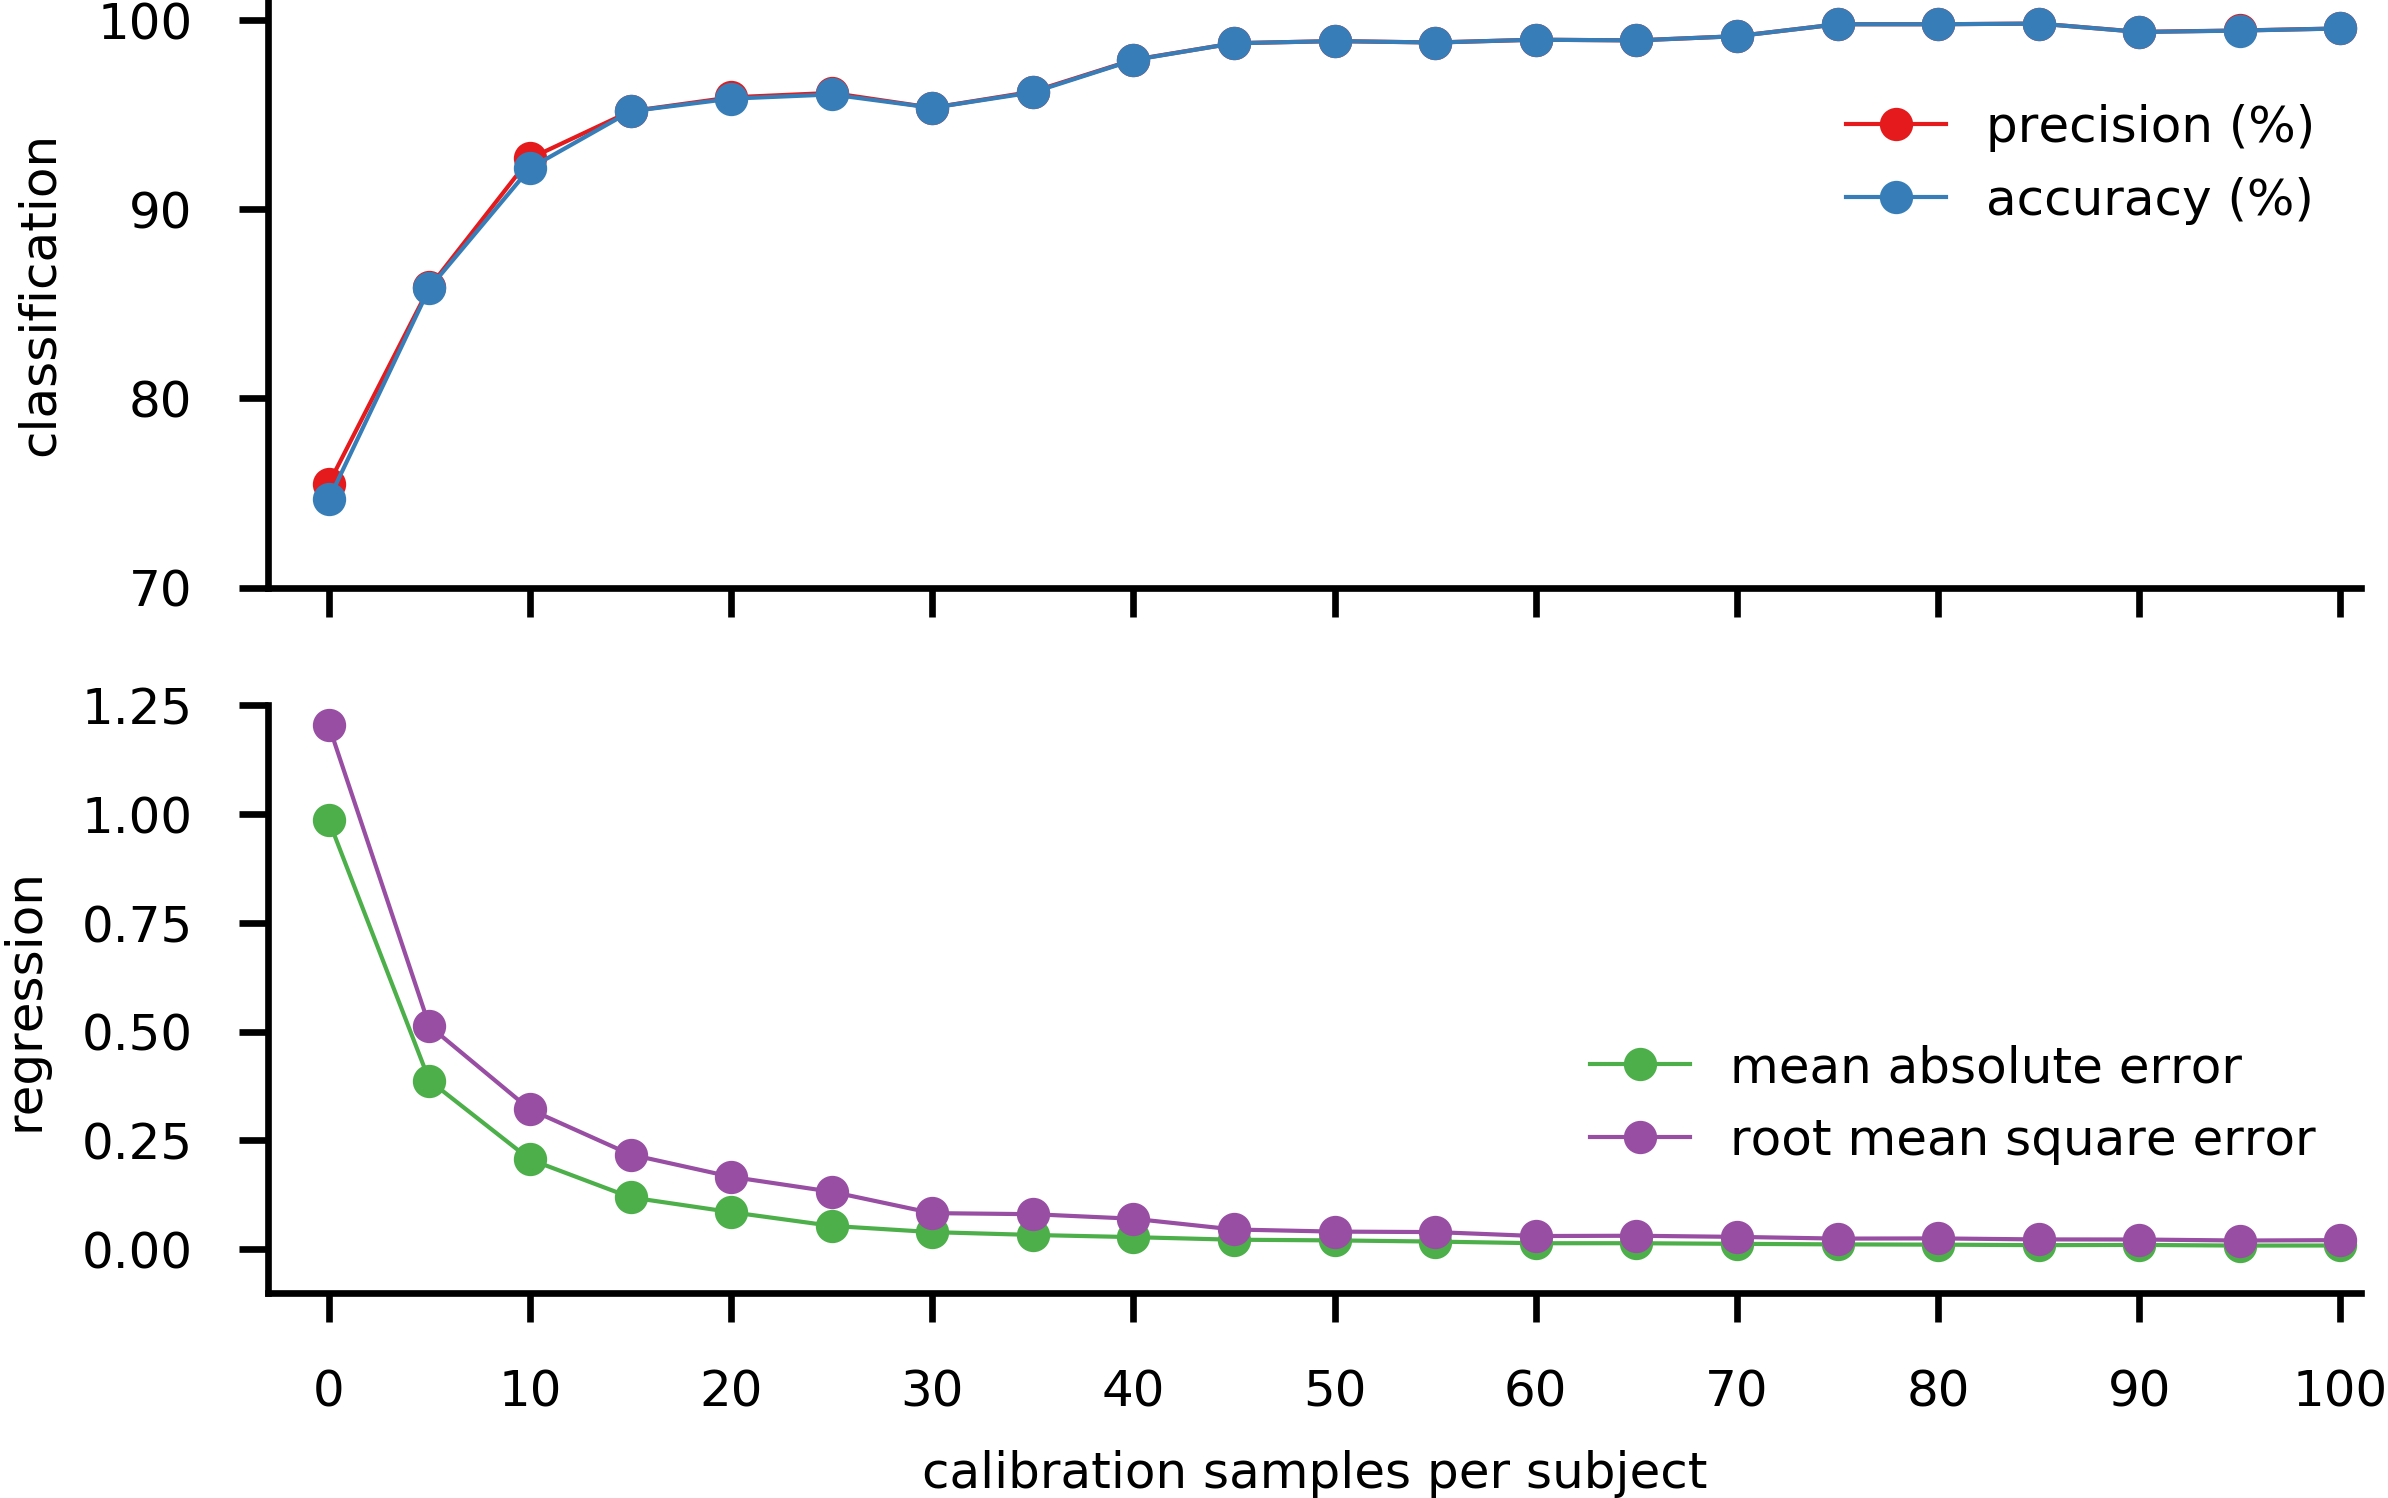 100
90
80
70
classification
precision (%)
accuracy (%)
1.25
1.00
0.75
0.50
0.25
0.00
regression
mean absolute error
root mean square error
0 10 20 30 40 50 60 70 80 90 100
calibration samples per subject